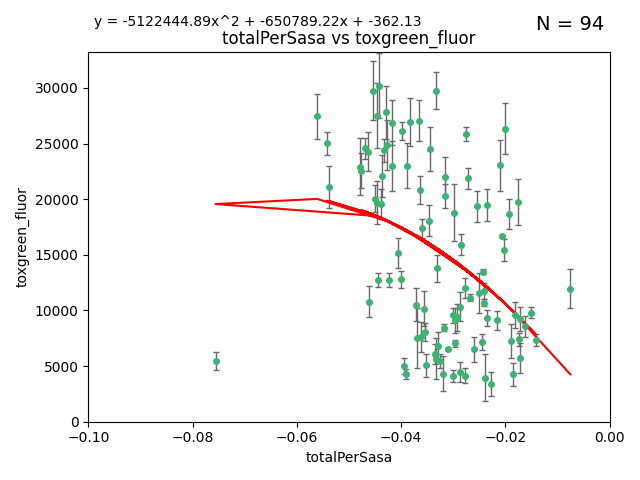 y = -5122444.89x^2 + -650789.22x + -362.13
N = 94
totalPerSasa vs toxgreen_fluor
30000
25000
20000
15000
10000
5000
0
toxgreen_fluor
−0.10 −0.08 −0.06 −0.04 −0.02 0.00
totalPerSasa